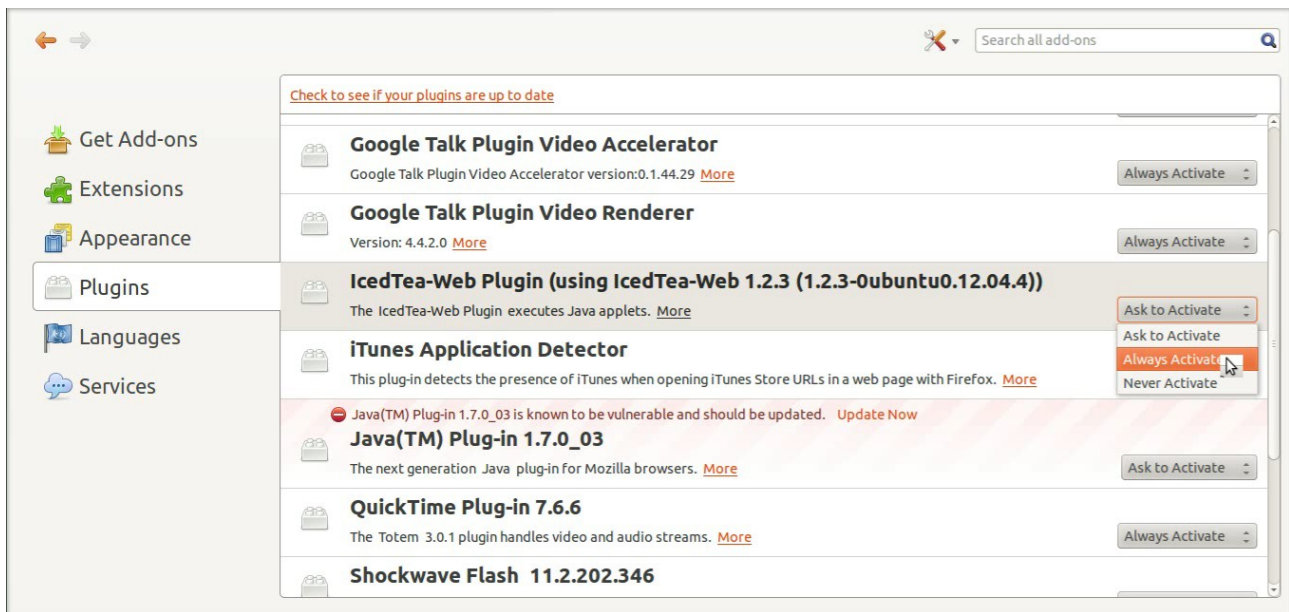 Search all add-ons
Check to see if your plugins are up to date
Get Add-ons
Extensions
Appearance
Plugins
Languages
Services
Google Talk Plugin Video Accelerator
Google Talk Plugin Video Accelerator version:0.1.44.29 More
Always Activate
Google Talk Plugin Video Renderer
Version: 4.4.2.0 More
Always Activate
IcedTea-Web Plugin (using IcedTea-Web 1.2.3 (1.2.3-0ubuntu0.12.04.4))
The IcedTea-Web Plugin executes Java applets. More
Ask to Activate
Ask to Activate
Always Activate
Never Activate
iTunes Application Detector
This plug-in detects the presence of iTunes when opening iTunes Store URLs in a web page with Firefox. More
Java(TM) Plug-in 1.7.0_03 is known to be vulnerable and should be updated. Update Now
Java(TM) Plug-in 1.7.0_03
The next generation Java plug-in for Mozilla browsers. More
Ask to Activate
QuickTime Plug-in 7.6.6
The Totem 3.0.1 plugin handles video and audio streams. More
Always Activate
Shockwave Flash 11.2.202.346